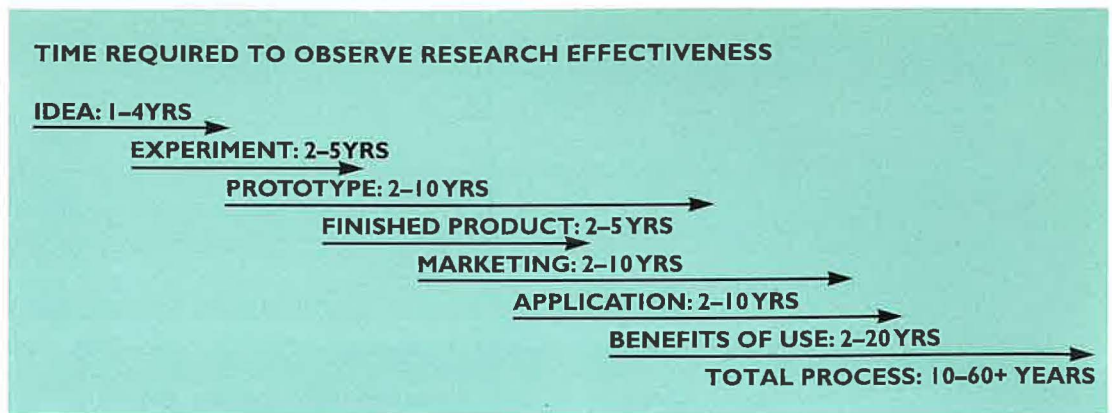 TIME REQUIRED TO OBSERVE RESEARCH EFFECTIVENESS
IDEA: 1–4YRS
EXPERIMENT: 2–5YRS
PROTOTYPE: 2–10YRS
FINISHED PRODUCT: 2–5YRS
MARKETING: 2–10YRS
APPLICATION: 2–10YRS
BENEFITS OF USE: 2–20YRS
TOTAL PROCESS: 10–60+ YEARS